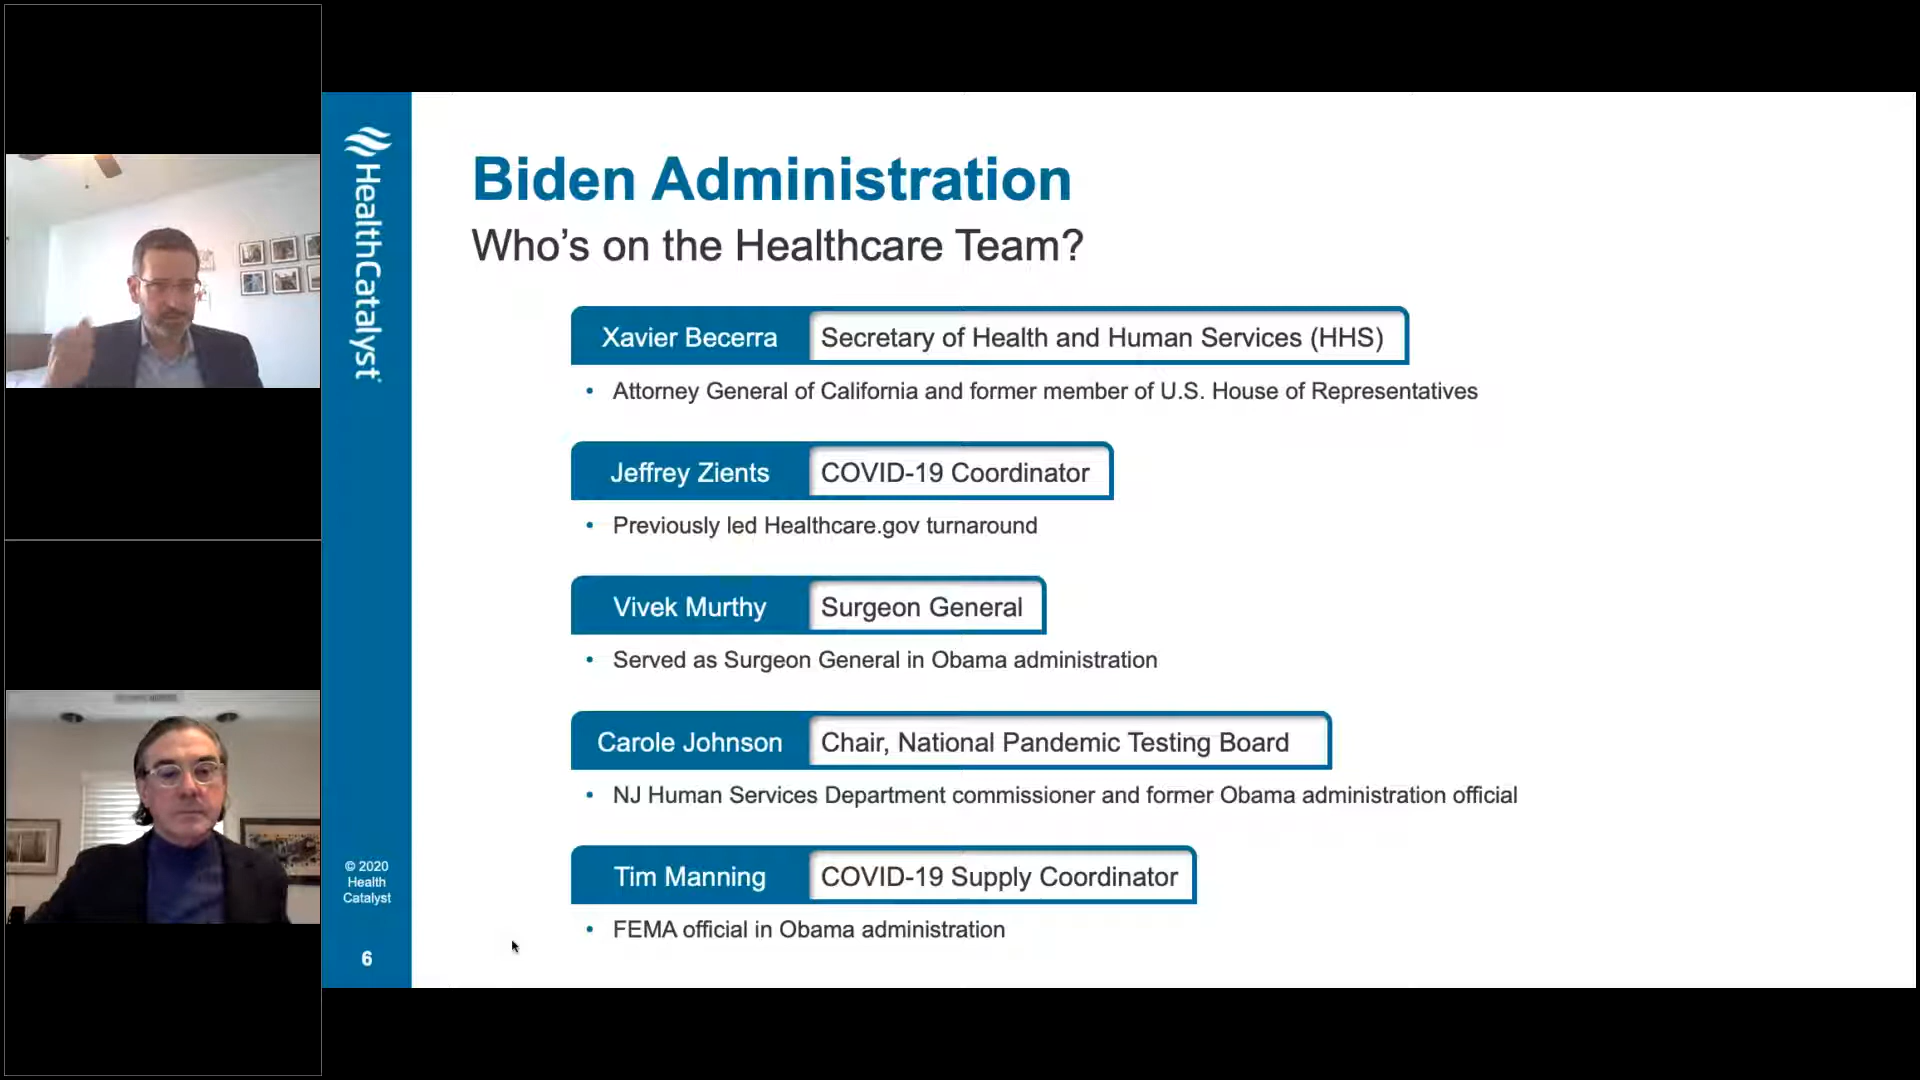 HealthCatalyst
Biden Administration
Who's on the Healthcare Team?
Xavier Becerra Secretary of Health and Human Services (HHS)
• Attorney General of California and former member of U.S. House of Representatives
Jeffrey Zients COVID-19 Coordinator
• Previously led Healthcare.gov turnaround
Vivek Murthy Surgeon General
• Served as Surgeon General in Obama administration
Carole Johnson Chair, National Pandemic Testing Board
• NJ Human Services Department commissioner and former Obama administration official
Tim Manning COVID-19 Supply Coordinator
• FEMA official in Obama administration
© 2020
Health
Catalyst
6